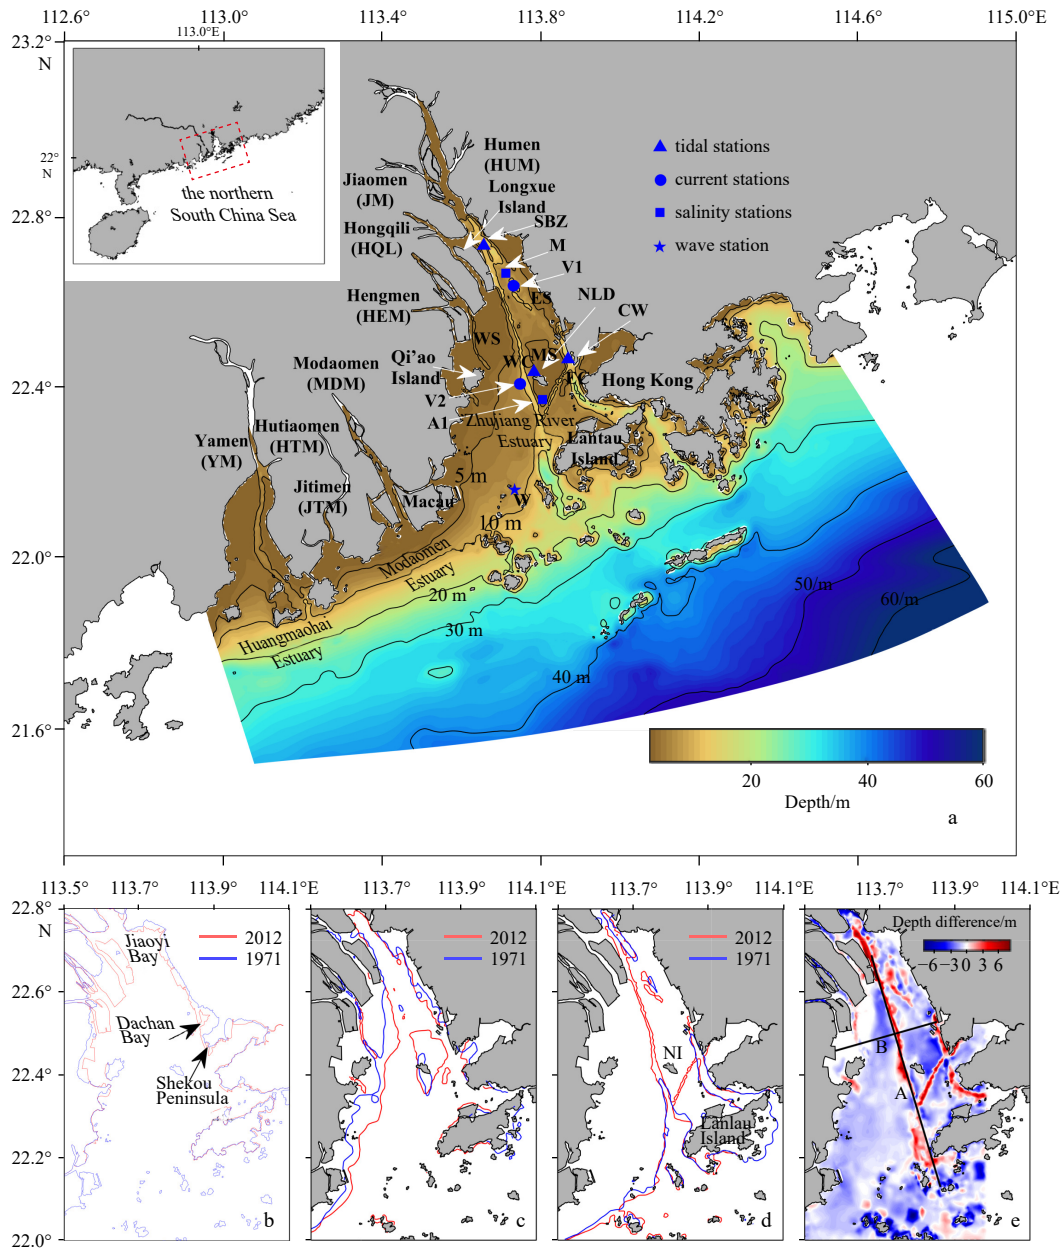 112.6°
113.0°
113.4°
113.8°
114.2°
114.6°
115.0°E
113.0°E
23.2°
N
22°
N
the northern
South China Sea
Humen
(HUM)
tidal stations
Jiaomen
(JM)
Longxue
Island
current stations
22.8°
Hongqili
(HQL)
SBZ
salinity stations
M
wave station
V1
Hengmen
(HEM)
ES
NLD
CW
WS
Modaomen
(MDM)
Qi'ao
Island
WC
MS
22.4°
V2
EC
Hong Kong
A1
Zhujiang River
Estuary
Hutiaomen
(HTM)
Yamen
(YM)
Lantau
Island
5 m
Jitimen
(JTM)
Macau
W
10 m
22.0°
Modaomen
Estuary
20 m
50/m
60/m
30 m
Huangmaohai
Estuary
40 m
21.6°
20
40
60
Depth/m
a
113.5°
113.7°
113.9°
114.1°E
113.7°
113.9°
114.1°E
113.7°
113.9°
114.1°E
113.7°
113.9°
114.1°E
22.8°
N
22.6°
22.4°
22.2°
22.0°
Jiaoyi
Bay
2012
1971
Dachan
Bay
Shekou
Peninsula
b
2012
1971
c
2012
1971
NI
Lanlau
Island
d
Depth difference/m
−6
−3
0
3
6
B
A
e